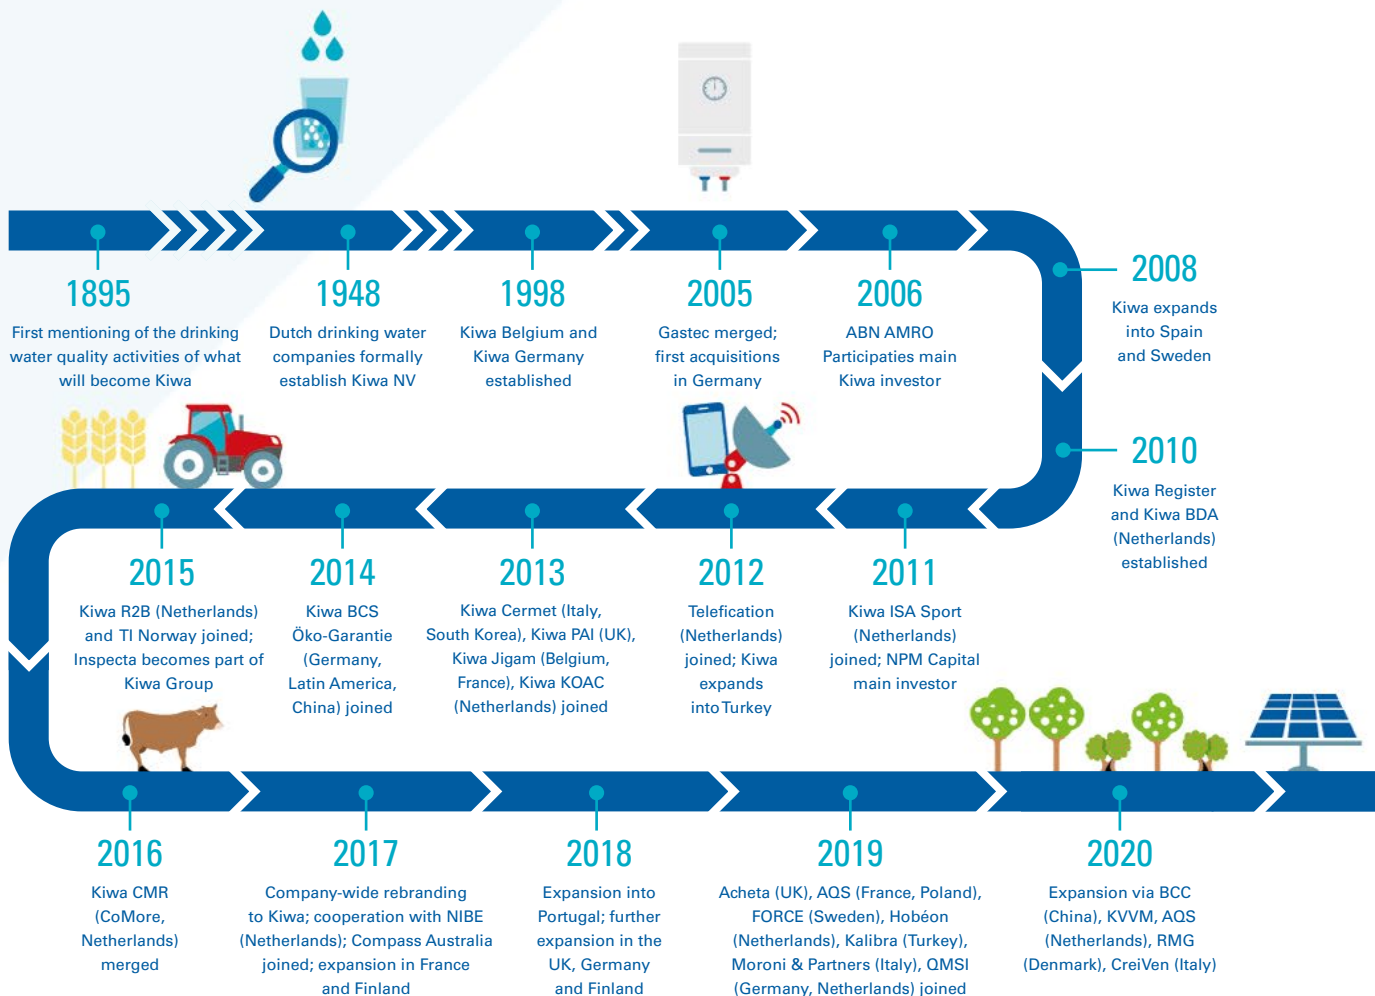 1895
First mentioning of the drinking
water quality activities of what
will become Kiwa
1948
Dutch drinking water
companies formally
establish Kiwa NV
1998
Kiwa Belgium and
Kiwa Germany
established
2005
Gastec merged;
first acquisitions
in Germany
2006
ABN AMRO
Participaties main
Kiwa investor
2008
Kiwa expands
into Spain
and Sweden
2010
Kiwa Register
and Kiwa BDA
(Netherlands)
established
2011
Kiwa ISA Sport
(Netherlands)
joined; NPM Capital
main investor
2012
Telefication
(Netherlands)
joined; Kiwa
expands
into Turkey
2013
Kiwa Cermet (Italy,
South Korea), Kiwa PAI (UK),
Kiwa Jigam (Belgium,
France), Kiwa KOAC
(Netherlands) joined
2014
Kiwa BCS
Öko-Garantie
(Germany,
Latin America,
China) joined
2015
Kiwa R2B (Netherlands)
and TI Norway joined;
Inspecta becomes part of
Kiwa Group
2016
Kiwa CMR
(CoMore,
Netherlands)
merged
2017
Company-wide rebranding
to Kiwa; cooperation with NIBE
(Netherlands); Compass Australia
joined; expansion in France
and Finland
2018
Expansion into
Portugal; further
expansion in the
UK, Germany
and Finland
2019
Acheta (UK), AQS (France, Poland),
FORCE (Sweden), Hobéon
(Netherlands), Kalibra (Turkey),
Moroni & Partners (Italy), QMSI
(Germany, Netherlands) joined
2020
Expansion via BCC
(China), KVVM, AQS
(Netherlands), RMG
(Denmark), CreiVen (Italy)